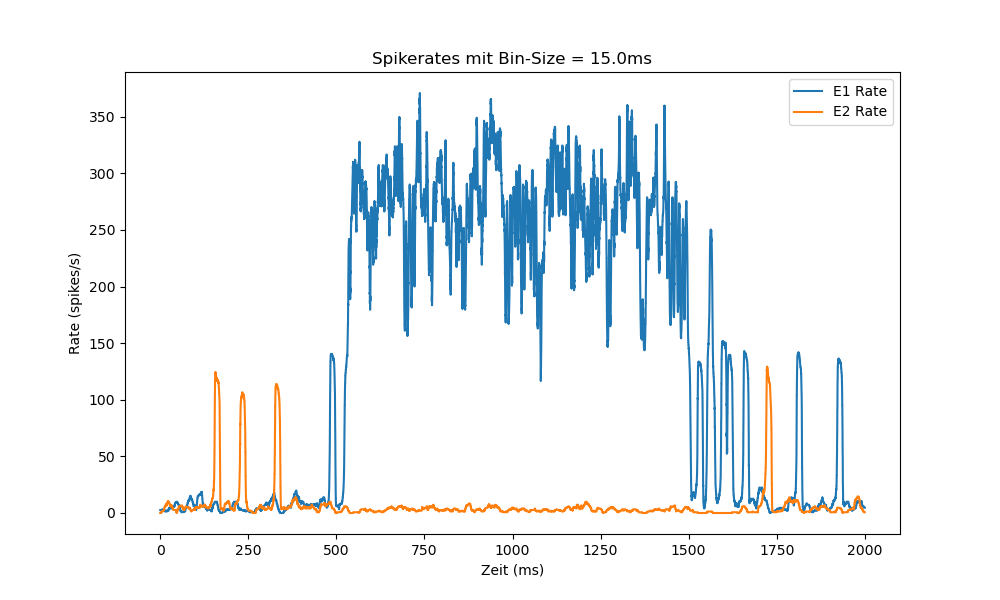 Spikerates mit Bin-Size = 15.0ms
E1 Rate
E2 Rate
Rate (spikes/s)
350
300
250
200
150
100
50
0
0 250 500 750 1000 1250 1500 1750 2000
Zeit (ms)